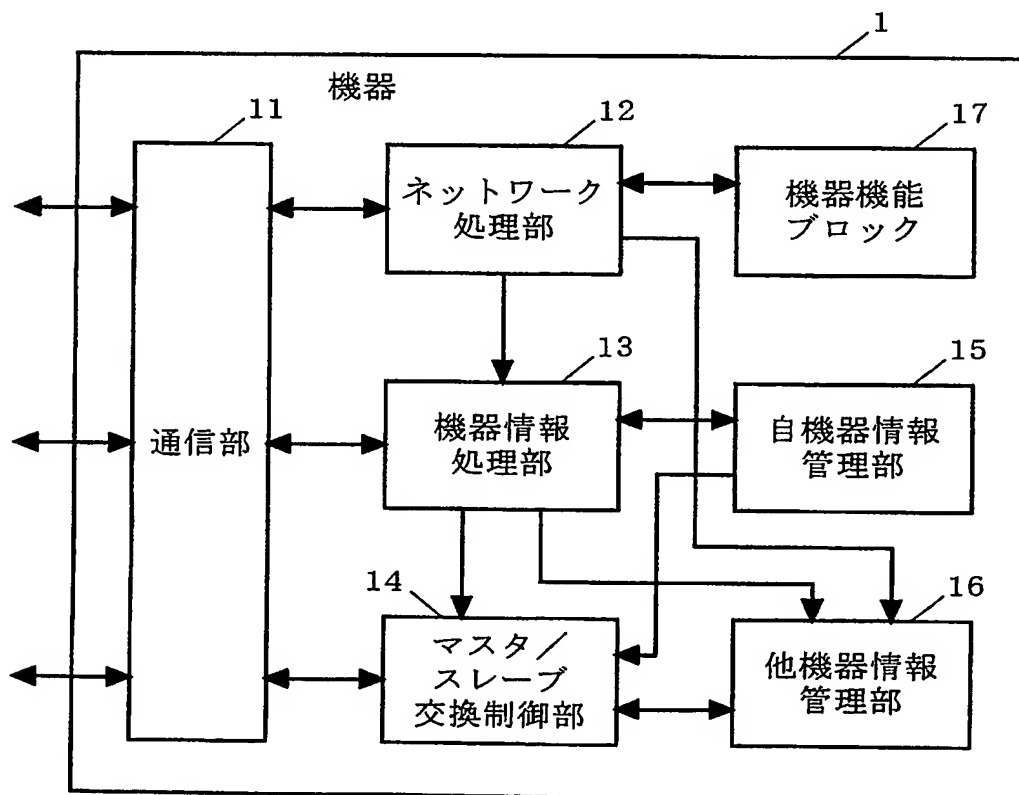 1
機器
11
12
17
ネットワーク
処理部
機器機能
ブロック
13
15
通信部
機器情報
処理部
自機器情報
管理部
14
16
マスタ／
スレーブ
交換制御部
他機器情報
管理部